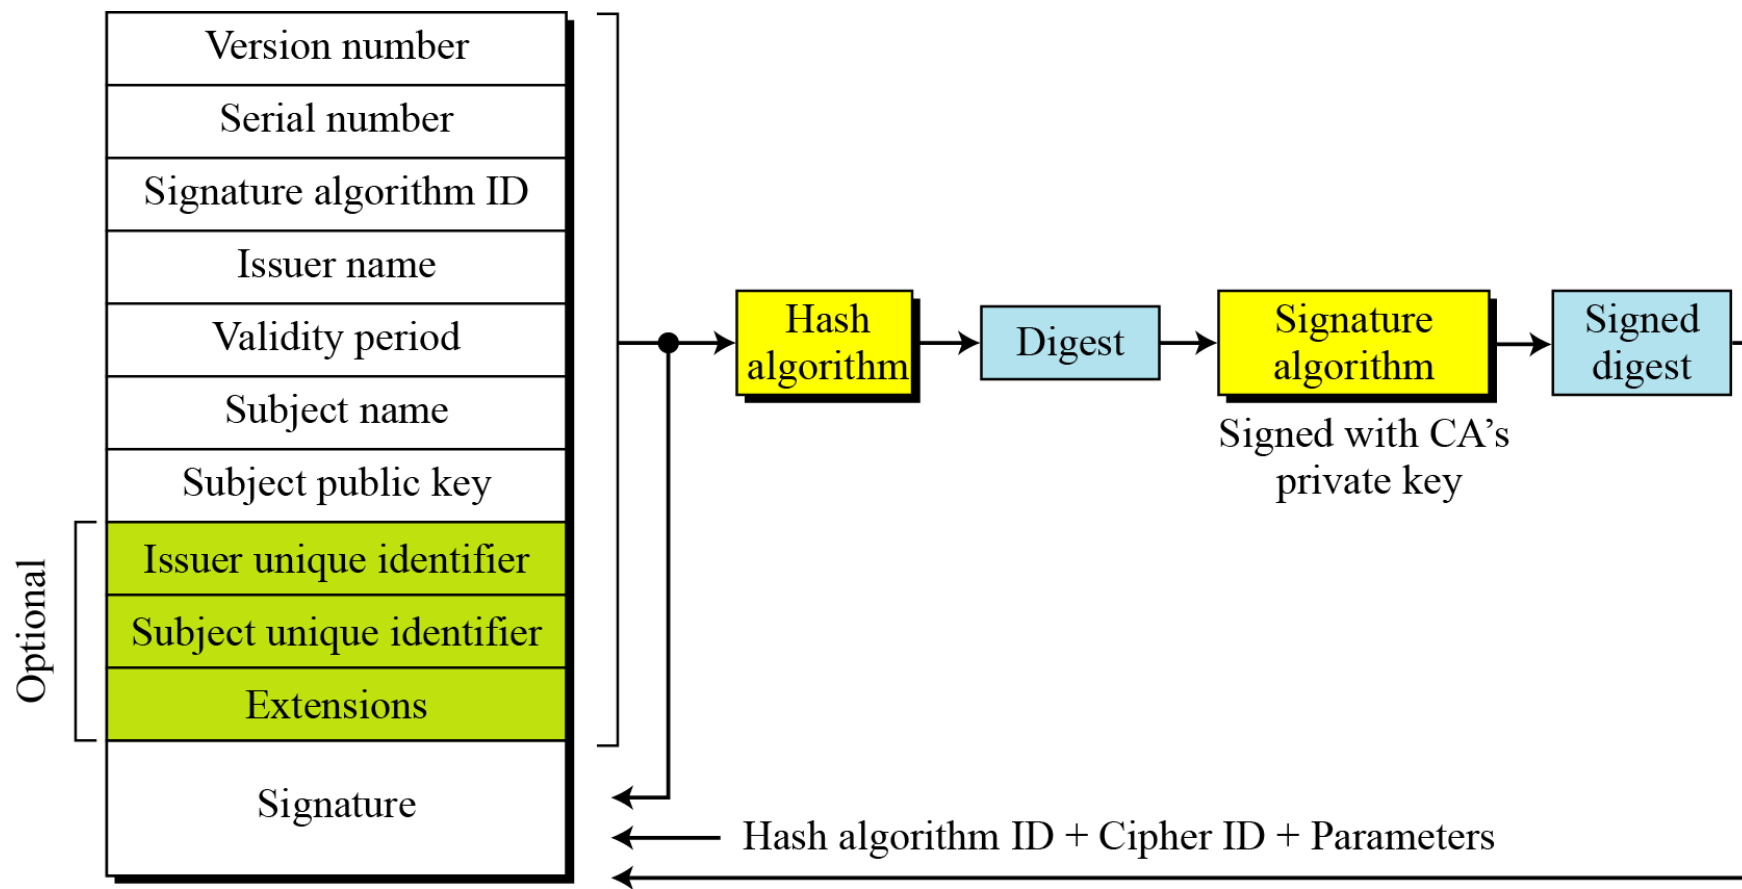 Version number
Serial number
Signature algorithm ID
Issuer name
Validity period
Subject name
Subject public key
Optional
Issuer unique identifier
Subject unique identifier
Extensions
Signature
Hash
algorithm
Digest
Signature
algorithm
Signed with CA’s
private key
Signed
digest
Hash algorithm ID + Cipher ID + Parameters